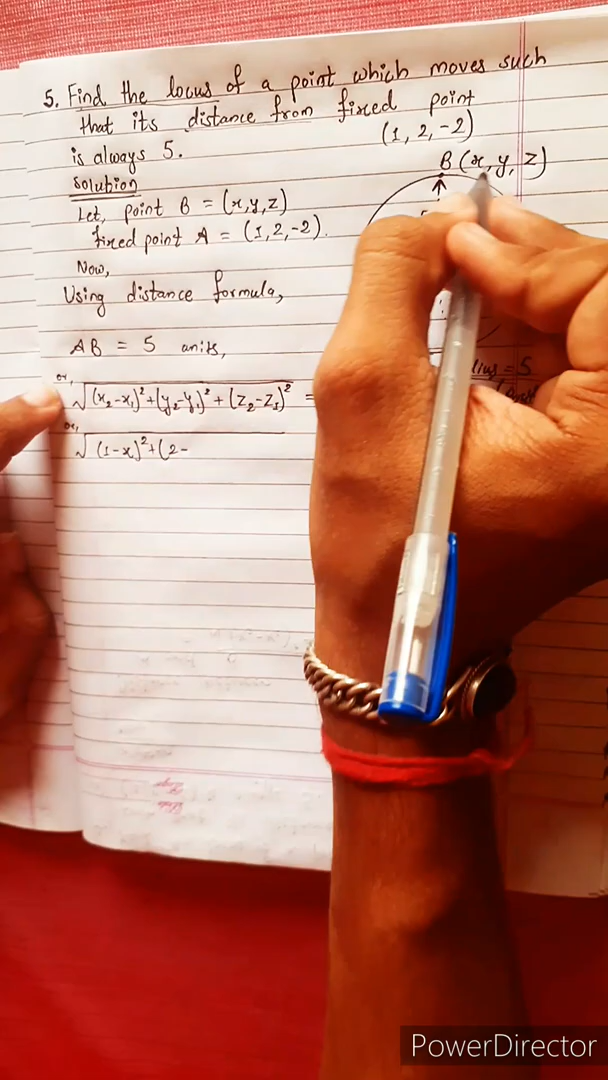 5. Find the locus of a point which moves such
that its distance from fixed point
(1, 2, -2)
is always 5.
B (x, y, z)
solution
Let, point B = (x, y, z)
fixed point A = (1, 2, -2).
Now,
Using distance formula,
AB = 5 units,
or, √(x₂-x₁)²+(y₂-y₁)²+(z₂-z₁)² =
= 5
or, √(1-x)²+(2-
PowerDirector